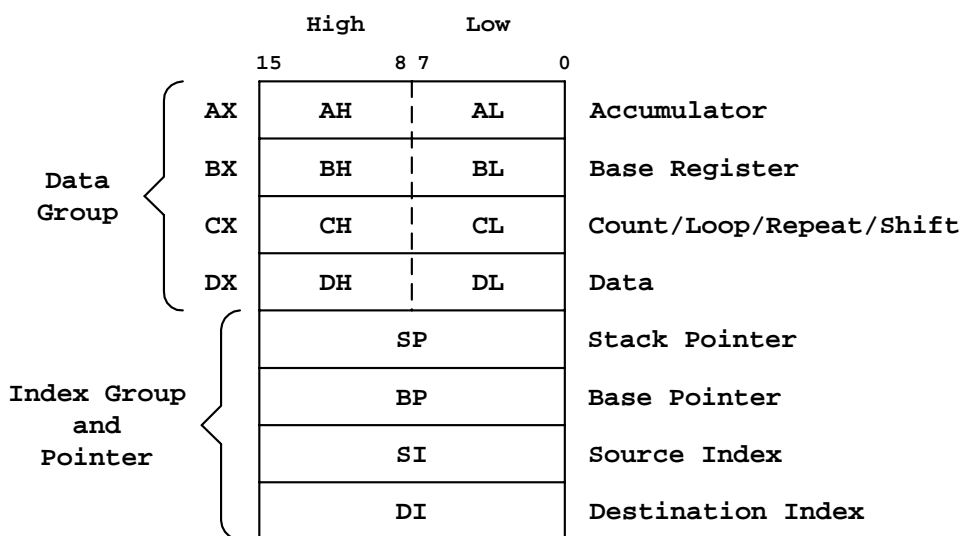 High Low
15 8 7 0
AX AH AL Accumulator
BX BH BL Base Register
Data
Group
CX CH CL Count/Loop/Repeat/Shift
DX DH DL Data
SP Stack Pointer
Index Group
and
Pointer
BP Base Pointer
SI Source Index
DI Destination Index